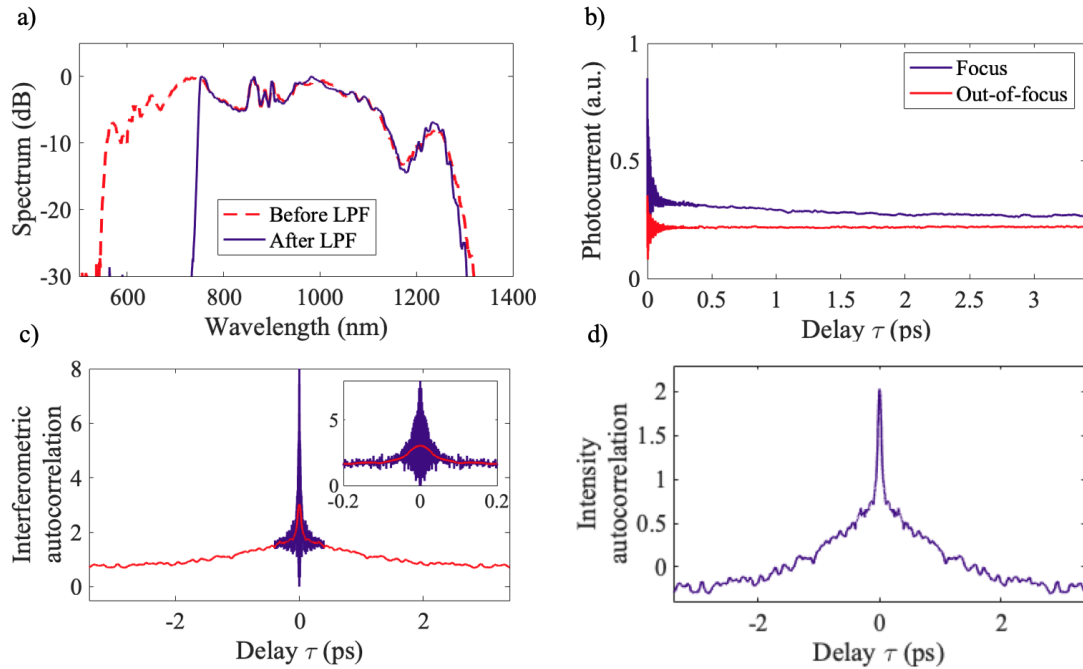 a)
Spectrum (dB)
0
-10
-20
-30
Before LPF
After LPF
600 800 1000 1200 1400
Wavelength (nm)
b)
Photocurrent (a.u.)
1
0.5
0
Focus
Out-of-focus
0 0.5 1 1.5 2 2.5 3
Delay τ (ps)
c)
Interferometric
autocorrelation
8
6
4
2
0
5
0
-0.2 0 0.2
-2 0 2
Delay τ (ps)
d)
Intensity
autocorrelation
2
1.5
1
0.5
0
-2 0 2
Delay τ (ps)